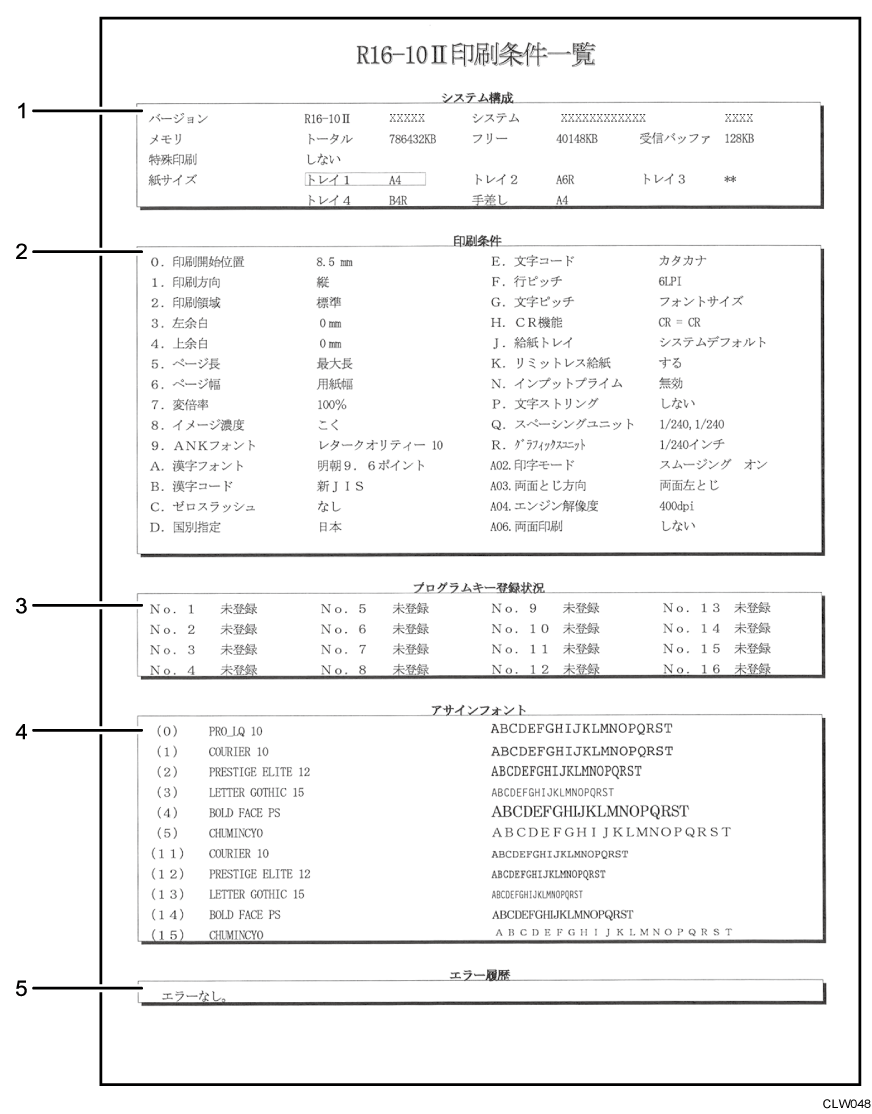 R16-10Ⅱ印刷条件一覧
システム構成
1
バージョン R16-10Ⅱ XXXXX システム XXXXXXXXXXXX XXXX
メモリ トータル 786432KB フリー 40148KB 受信バッファ 128KB
特殊印刷 しない
紙サイズ トレイ1 A4 トレイ2 A6R トレイ3 **
トレイ4 B4R 手差し A4
印刷条件
2
0. 印刷開始位置 8.5 mm E. 文字コード カタカナ
1. 印刷方向 縦 F. 行ピッチ 6LPI
2. 印刷領域 標準 G. 文字ピッチ フォントサイズ
3. 左余白 0 mm H. CR機能 CR = CR
4. 上余白 0 mm J. 給紙トレイ システムデフォルト
5. ページ長 最大長 K. リミットレス給紙 する
6. ページ幅 用紙幅 N. インプットプライム 無効
7. 変倍率 100% P. 文字ストリング しない
8. イメージ濃度 こく Q. スペーシングユニット 1/240,1/240
9. ANKフォント レタークオリティー 10 R. グラフィックスユニット 1/240インチ
A. 漢字フォント 明朝9.6ポイント A02.印字モード スムージング オン
B. 漢字コード 新JIS A03.両面とじ方向 両面左とじ
C. ゼロスラッシュ なし A04.エンジン解像度 400dpi
D. 国別指定 日本 A06.両面印刷 しない
プログラムキー登録状況
3
No. 1 未登録 No. 5 未登録 No. 9 未登録 No. 13 未登録
No. 2 未登録 No. 6 未登録 No. 10 未登録 No. 14 未登録
No. 3 未登録 No. 7 未登録 No. 11 未登録 No. 15 未登録
No. 4 未登録 No. 8 未登録 No. 12 未登録 No. 16 未登録
アサインフォント
4
(0) PRO_LQ 10 ABCDEFGHIJKLMNOPQRST
(1) COURIER 10 ABCDEFGHIJKLMNOPQRST
(2) PRESTIGE ELITE 12 ABCDEFGHIJKLMNOPQRST
(3) LETTER GOTHIC 15 ABCDEFGHIJKLMNOPQRST
(4) BOLD FACE PS ABCDEFGHIJKLMNOPQRST
(5) CHUMINCYO ABCDEFGHIJKLMNOPQRST
(11) COURIER 10 ABCDEFGHIJKLMNOPQRST
(12) PRESTIGE ELITE 12 ABCDEFGHIJKLMNOPQRST
(13) LETTER GOTHIC 15 ABCDEFGHIJKLMNOPQRST
(14) BOLD FACE PS ABCDEFGHIJKLMNOPQRST
(15) CHUMINCYO ABCDEFGHIJKLMNOPQRST
エラー履歴
5
エラーなし。
CLW048